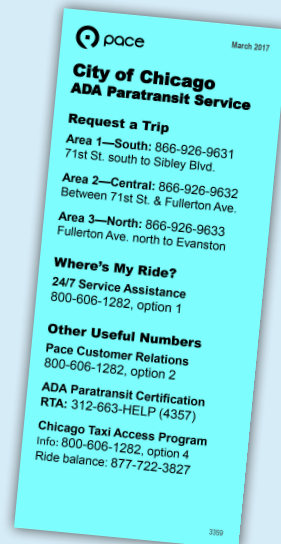 pace
March 2017
City of Chicago
ADA Paratransit Service
Request a Trip
Area 1—South: 866-926-9631
71st St. south to Sibley Blvd.
Area 2—Central: 866-926-9632
Between 71st St. & Fullerton Ave.
Area 3—North: 866-926-9633
Fullerton Ave. north to Evanston
Where's My Ride?
24/7 Service Assistance
800-606-1282, option 1
Other Useful Numbers
Pace Customer Relations
800-606-1282, option 2
ADA Paratransit Certification
RTA: 312-663-HELP (4357)
Chicago Taxi Access Program
Info: 800-606-1282, option 4
Ride balance: 877-722-3827
3369